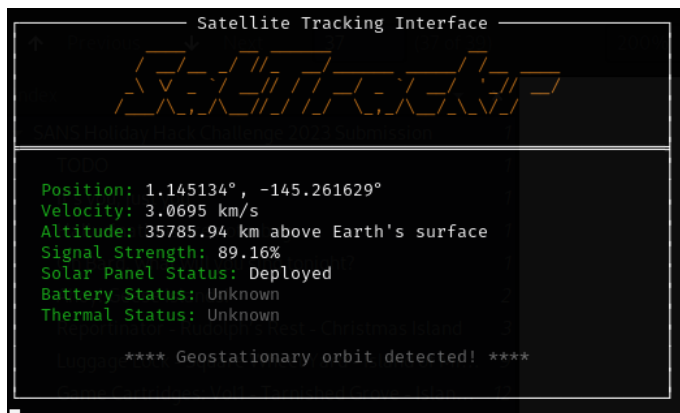 Satellite Tracking Interface
SatTrackr
SANS Holiday Hack Challenge 2023 Submission
TODO
Position: 1.145134°, -145.261629°
Velocity: 3.0695 km/s
Altitude: 35785.94 km above Earth's surface
Signal Strength: 89.16%
Solar Panel Status: Deployed
Battery Status: Unknown
Thermal Status: Unknown
Reportinator - Rudolph's Rest - Christmas Island
**** Geostationary orbit detected! ****